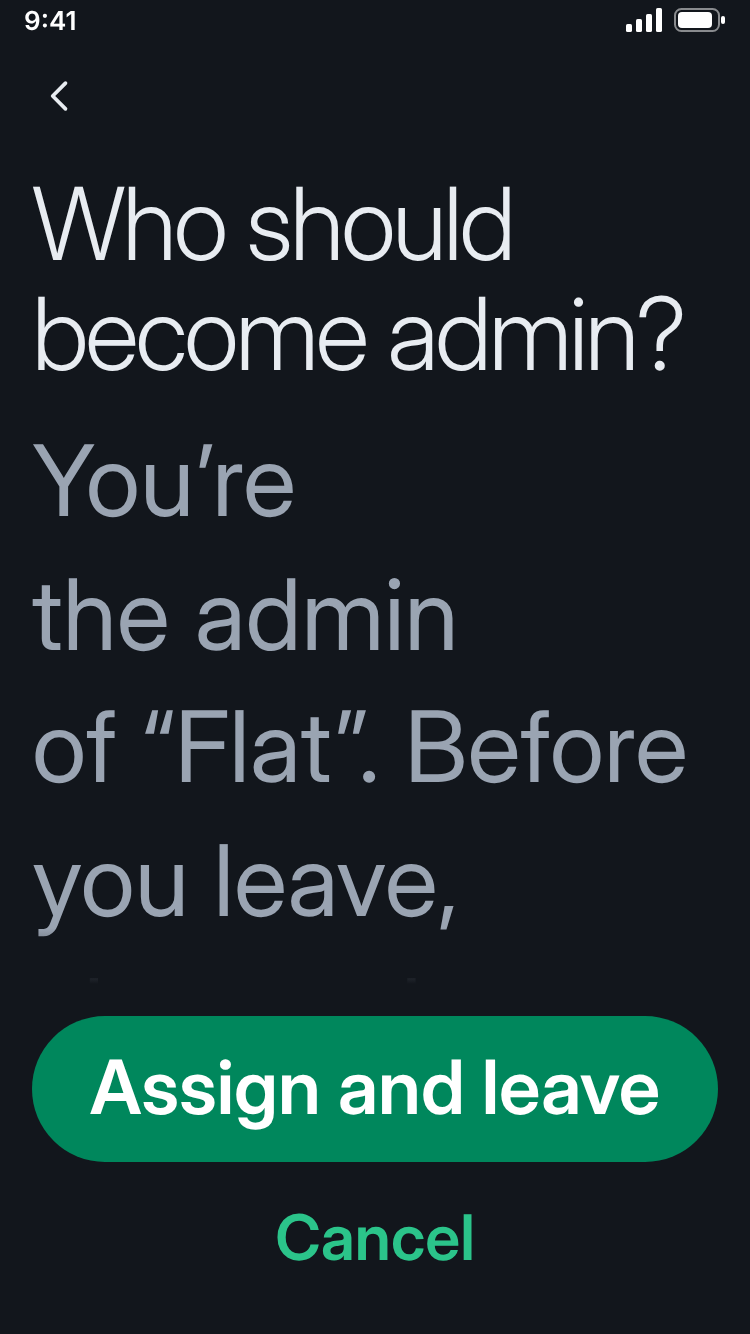 9:41
Who should
become admin?
You’re
the admin
of “Flat”. Before
you leave,
Assign and leave
Cancel